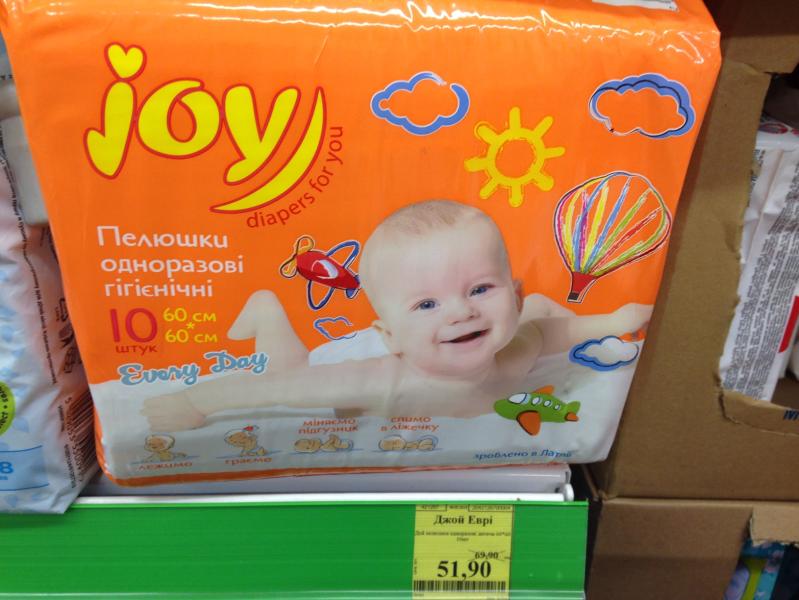 joy
diapers for you
Пелюшки
одноразові
гігієнічні
10 штук
60 см
*
60 см
Every Day
лежимо
граємо
міняємо підгузник
спимо в ліжечку
зроблено в
8
Джой Еврі
69,90
51,90